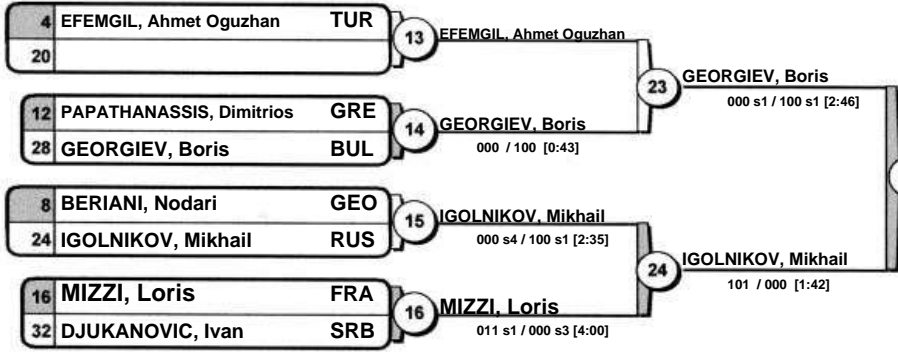 4 EFEMGIL, Ahmet Oguzhan TUR
20
13
EFEMGIL, Ahmet Oguzhan
12 PAPATHANASSIS, Dimitrios GRE
28 GEORGIEV, Boris BUL
14
GEORGIEV, Boris
000 / 100 [0:43]
23
GEORGIEV, Boris
000 s1 / 100 s1 [2:46]
8 BERIANI, Nodari GEO
24 IGOLNIKOV, Mikhail RUS
15
IGOLNIKOV, Mikhail
000 s4 / 100 s1 [2:35]
16 MIZZI, Loris FRA
32 DJUKANOVIC, Ivan SRB
16
MIZZI, Loris
011 s1 / 000 s3 [4:00]
24
IGOLNIKOV, Mikhail
101 / 000 [1:42]